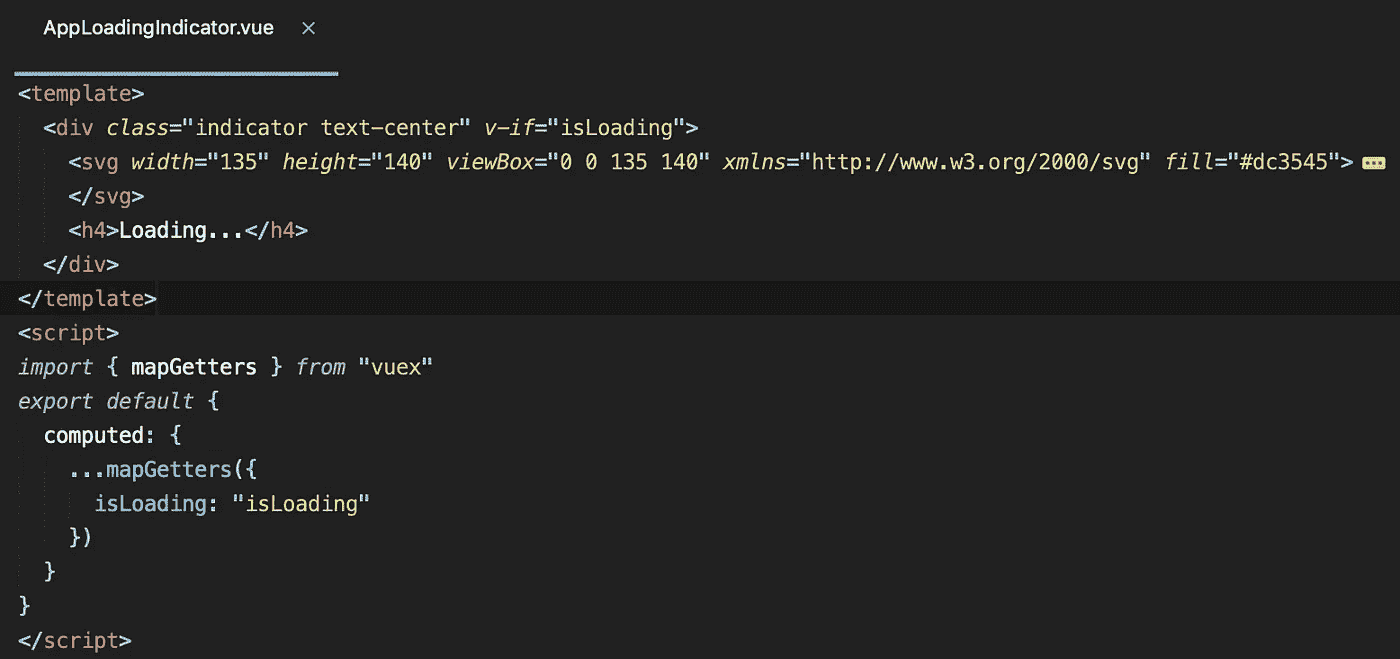 AppLoadingIndicator.vue ×
<template>
  <div class="indicator text-center" v-if="isLoading">
    <svg width="135" height="140" viewBox="0 0 135 140" xmlns="http://www.w3.org/2000/svg" fill="#dc3545">
    </svg>
    <h4>Loading...</h4>
  </div>
</template>
<script>
import { mapGetters } from "vuex"
export default {
  computed: {
    ...mapGetters({
      isLoading: "isLoading"
    })
  }
}
</script>